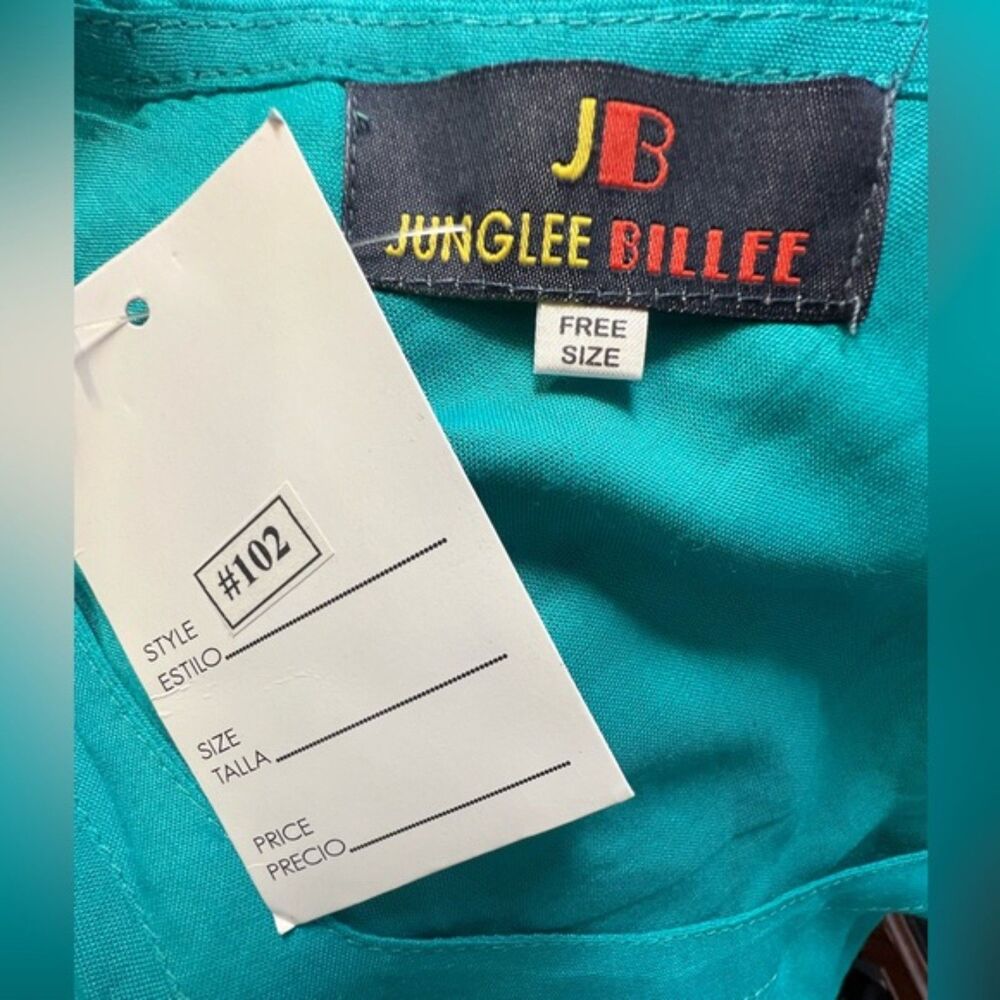 JB
JUNGLEE BILLEE
FREE
SIZE
#102
STYLE
ESTILO
SIZE
TALLA
PRICE
PRECIO